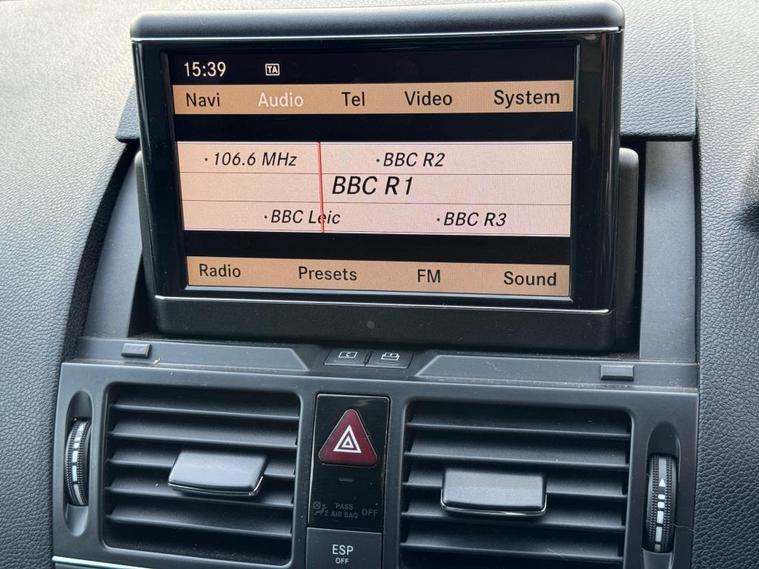 15:39 TA
Navi Audio Tel Video System
·106.6 MHz ·BBC R2
BBC R1
·BBC Leic ·BBC R3
Radio Presets FM Sound
PASS
AIR BAG OFF
ESP
OFF